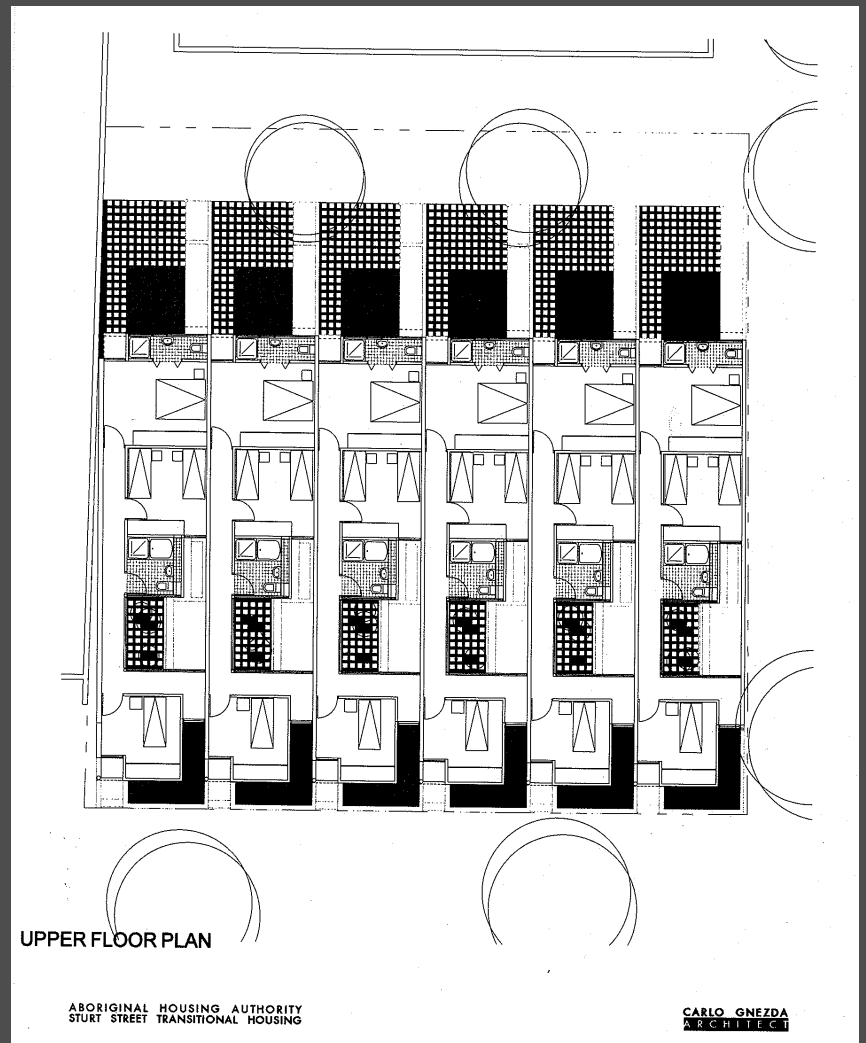 UPPER FLOOR PLAN
ABORIGINAL HOUSING AUTHORITY
STURT STREET TRANSITIONAL HOUSING
CARLO GNEZDA
ARCHITECT